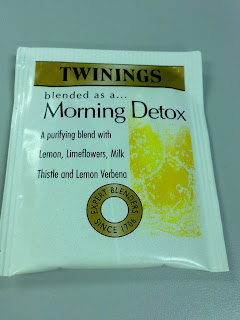 TWININGS
blended as a...
Morning Detox
A purifying blend with
Lemon, Limeflowers, Milk
Thistle and Lemon Verbena
EXPERT BLENDERS
SINCE 1706